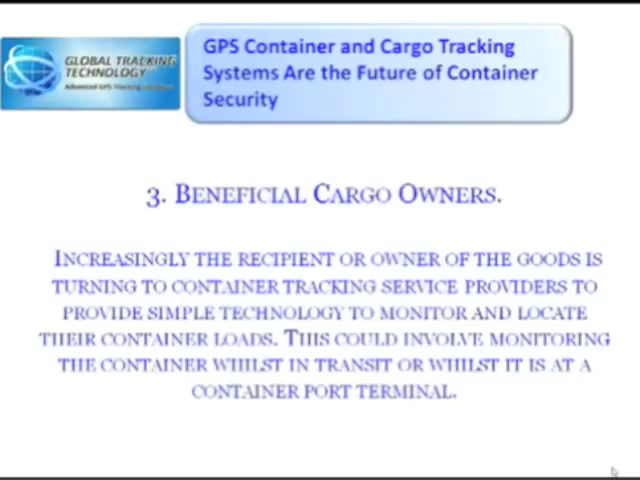 GLOBAL TRACKING
TECHNOLOGY
Advanced GPS Tracking
GPS Container and Cargo Tracking
Systems Are the Future of Container
Security
3. BENEFICIAL CARGO OWNERS.
INCREASINGLY THE RECIPIENT OR OWNER OF THE GOODS IS
TURNING TO CONTAINER TRACKING SERVICE PROVIDERS TO
PROVIDE SIMPLE TECHNOLOGY TO MONITOR AND LOCATE
THEIR CONTAINER LOADS. THIS COULD INVOLVE MONITORING
THE CONTAINER WHILST IN TRANSIT OR WHILST IT IS AT A
CONTAINER PORT TERMINAL.